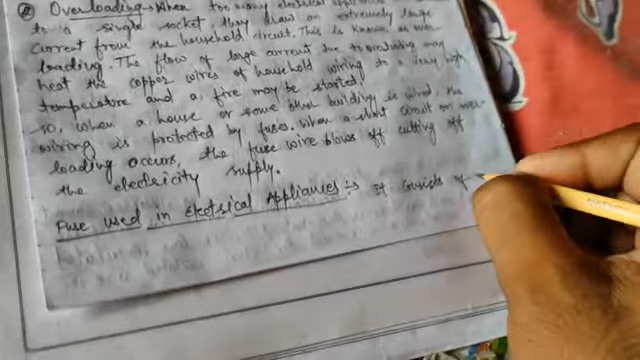 Overloading → When too many electrical appliances
to a single socket, they draw an extremely large
current from the household circuit. This is known as over
loading. The flow of large current due to overloading may
heat the copper wires of household wiring to a very high
temperature and a fire may be started.
So, when a house or some other building is wired, the
wiring is protected by fuses. When a short circuit or over-
loading occurs, the fuse wire blows off cutting off
the electricity supply.
Fuse used in Electrical Appliances :- It consists of